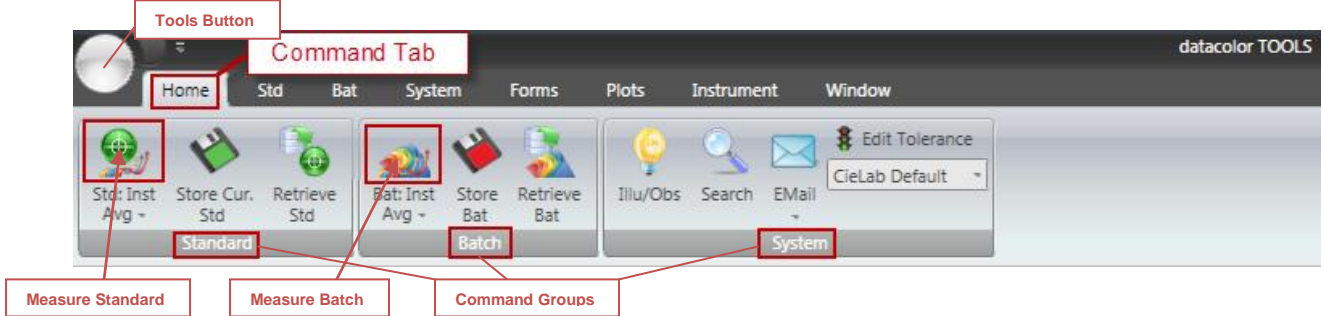 Tools Button
Command Tab
datacolor TOOLS
Home Std Bat System Forms Plots Instrument Window
Edit Tolerance
CieLab Default
Std: Inst Avg
Store Cur. Std
Retrieve Std
Bat: Inst Avg
Store Bat
Retrieve Bat
Illu/Obs
Search
EMail
Standard
Batch
System
Measure Standard
Measure Batch
Command Groups